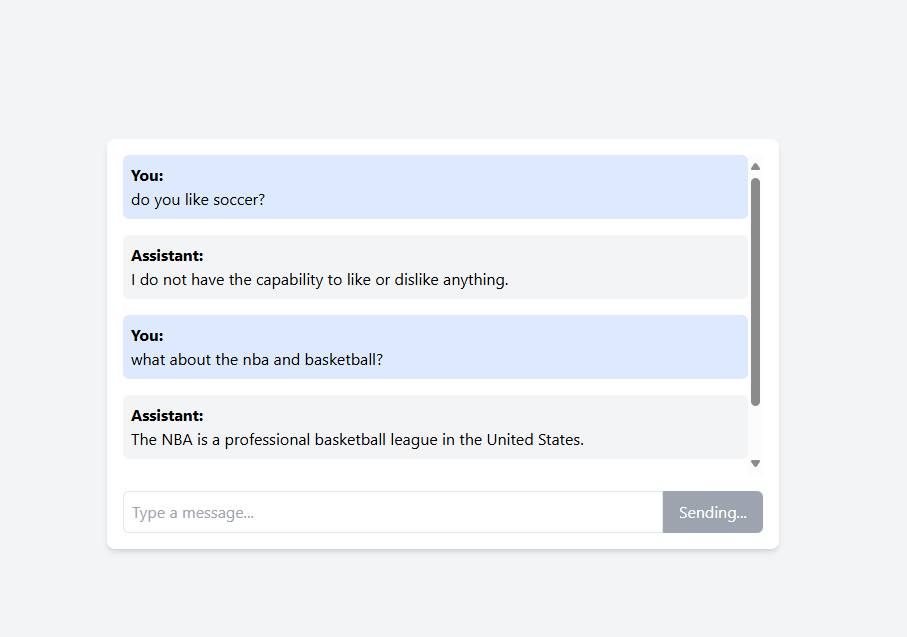 You:
do you like soccer?
Assistant:
I do not have the capability to like or dislike anything.
You:
what about the nba and basketball?
Assistant:
The NBA is a professional basketball league in the United States.
Type a message...
Sending...